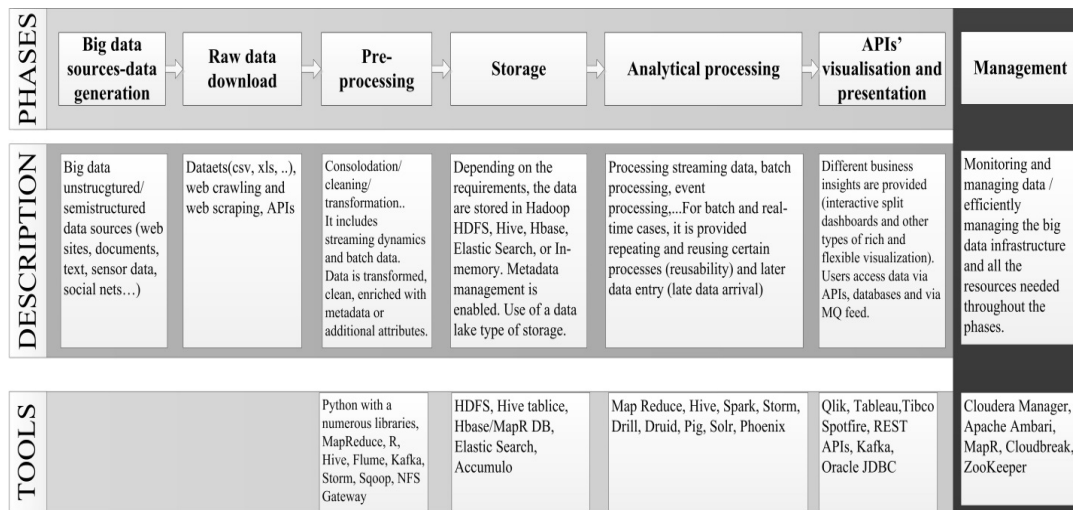 PHASES
Big data
sources-data
generation
Raw data
download
Pre-
processing
Storage
Analytical processing
APIs'
visualisation and
presentation
Management
DESCRIPTION
Big data
unstrucgtured/
semistructured
data sources (web
sites, documents,
text, sensor data,
social nets…)
Dataets(csv, xls, ..),
web crawling and
web scraping, APIs
Consolodation/
cleaning/
transformation..
It includes
streaming dynamics
and batch data.
Data is transformed,
clean, enriched with
metadata or
additional attributes.
Depending on the
requirements, the data
are stored in Hadoop
HDFS, Hive, Hbase,
Elastic Search, or In-
memory. Metadata
management is
enabled. Use of a data
lake type of storage.
Processing streaming data, batch
processing, event
processing,...For batch and real-
time cases, it is provided
repeating and reusing certain
processes (reusability) and later
data entry (late data arrival)
Different business
insights are provided
(interactive split
dashboards and other
types of rich and
flexible visualization).
Users access data via
APIs, databases and via
MQ feed.
Monitoring and
managing data /
efficiently
managing the big
data infrastructure
and all the
resources needed
throughout the
phases.
TOOLS
Python with a
numerous libraries,
MapReduce, R,
Hive, Flume, Kafka,
Storm, Sqoop, NFS
Gateway
HDFS, Hive tablice,
Hbase/MapR DB,
Elastic Search,
Accumulo
Map Reduce, Hive, Spark, Storm,
Drill, Druid, Pig, Solr, Phoenix
Qlik, Tableau,Tibco
Spotfire, REST
APIs, Kafka,
Oracle JDBC
Cloudera Manager,
Apache Ambari,
MapR, Cloudbreak,
ZooKeeper